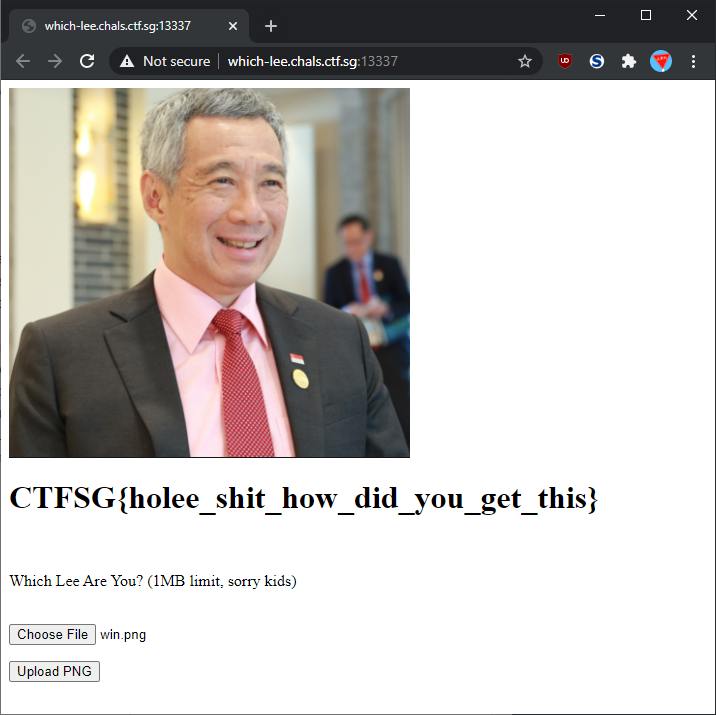 which-lee.chals.ctf.sg:13337
Not secure
which-lee.chals.ctf.sg:13337
CTFSG{holee_shit_how_did_you_get_this}
Which Lee Are You? (1MB limit, sorry kids)
Choose File win.png
Upload PNG